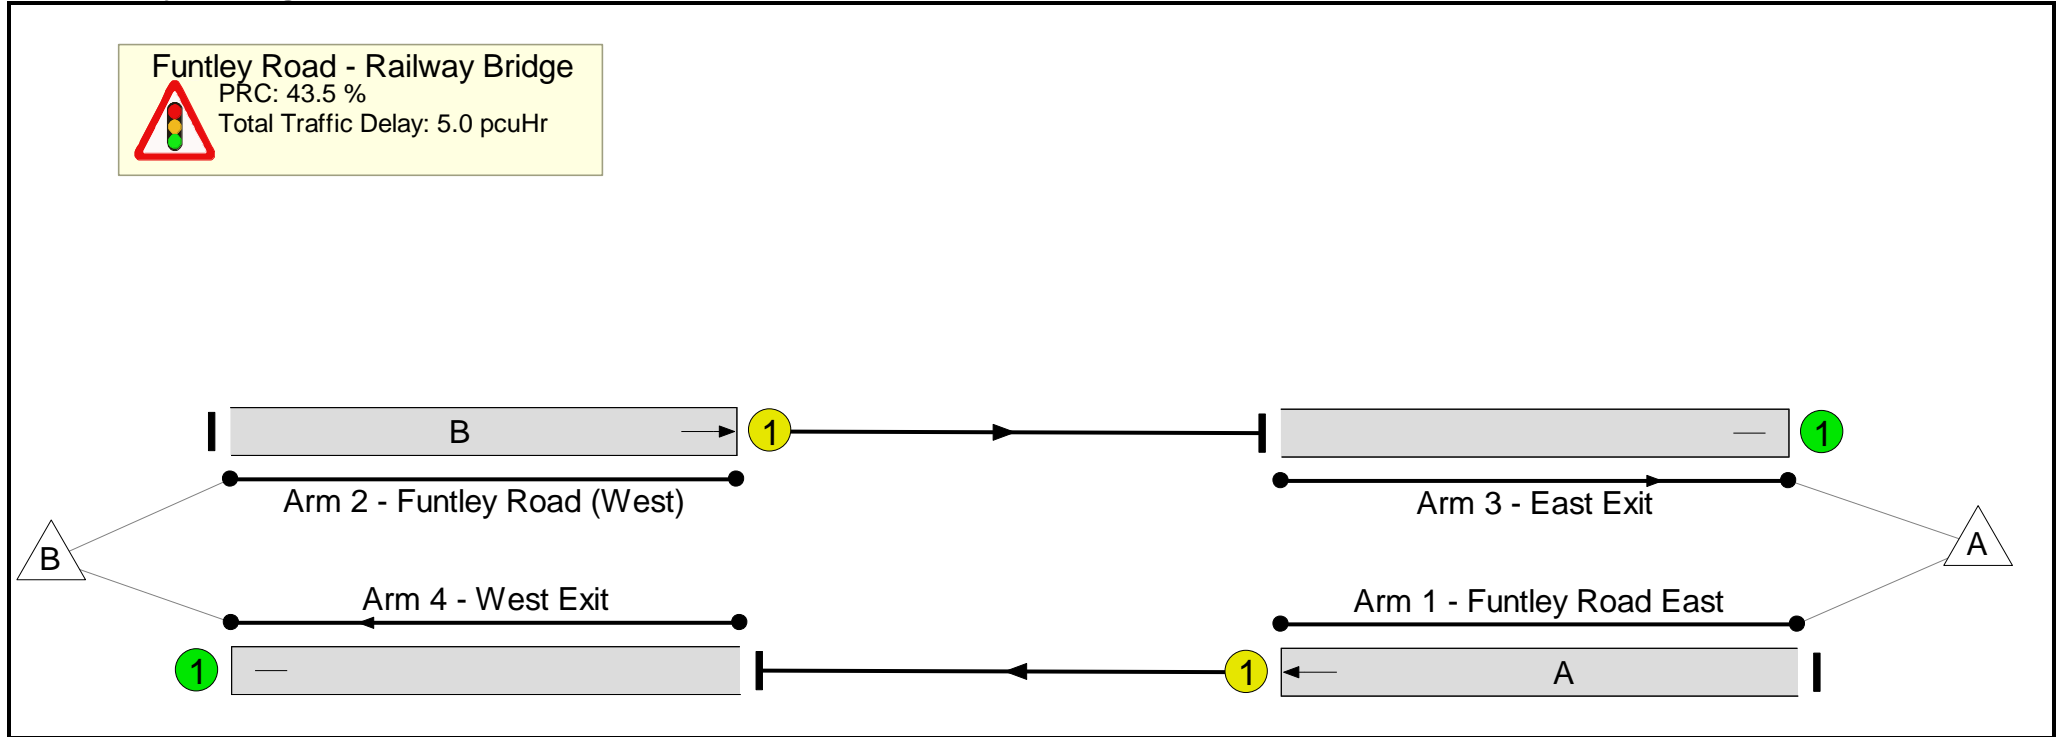 Funtley Road - Railway Bridge
PRC: 43.5 %
Total Traffic Delay: 5.0 pcuHr
B
1
1
Arm 2 - Funtley Road (West)
Arm 3 - East Exit
B
A
Arm 4 - West Exit
Arm 1 - Funtley Road East
1
1
A